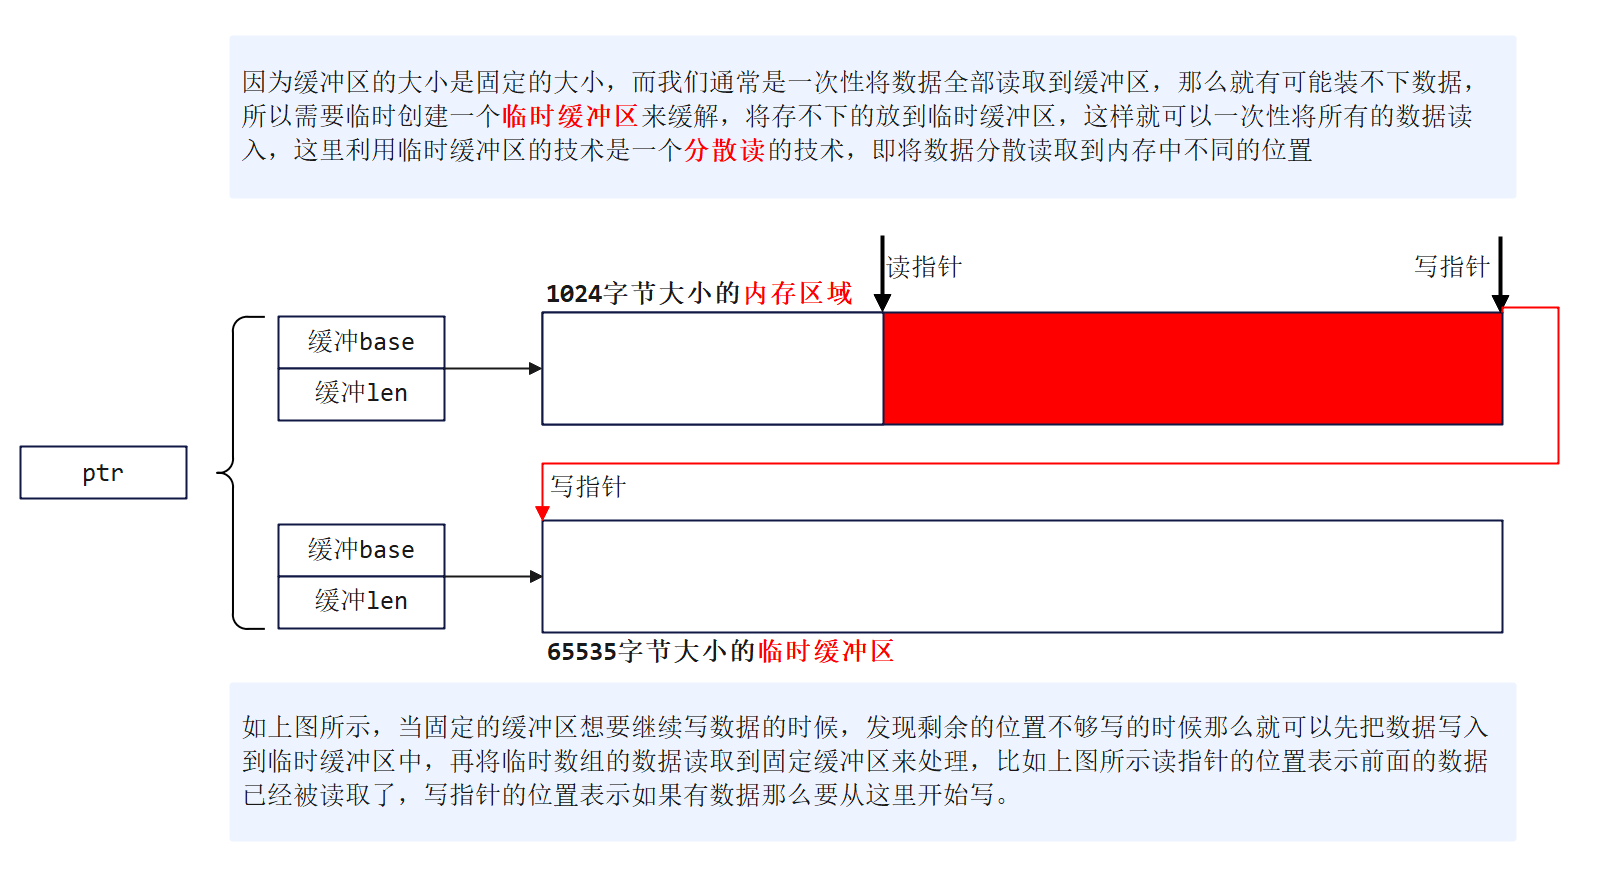 因为缓冲区的大小是固定的大小，而我们通常是一次性将数据全部读取到缓冲区，那么就有可能装不下数据，
所以需要临时创建一个临时缓冲区来缓解，将存不下的放到临时缓冲区，这样就可以一次性将所有的数据读
入，这里利用临时缓冲区的技术是一个分散读的技术，即将数据分散读取到内存中不同的位置
读指针
写指针
1024字节大小的内存区域
缓冲base
缓冲len
ptr
写指针
缓冲base
缓冲len
65535字节大小的临时缓冲区
如上图所示，当固定的缓冲区想要继续写数据的时候，发现剩余的位置不够写的时候那么就可以先把数据写入
到临时缓冲区中，再将临时数组的数据读取到固定缓冲区来处理，比如上图所示读指针的位置表示前面的数据
已经被读取了，写指针的位置表示如果有数据那么要从这里开始写。